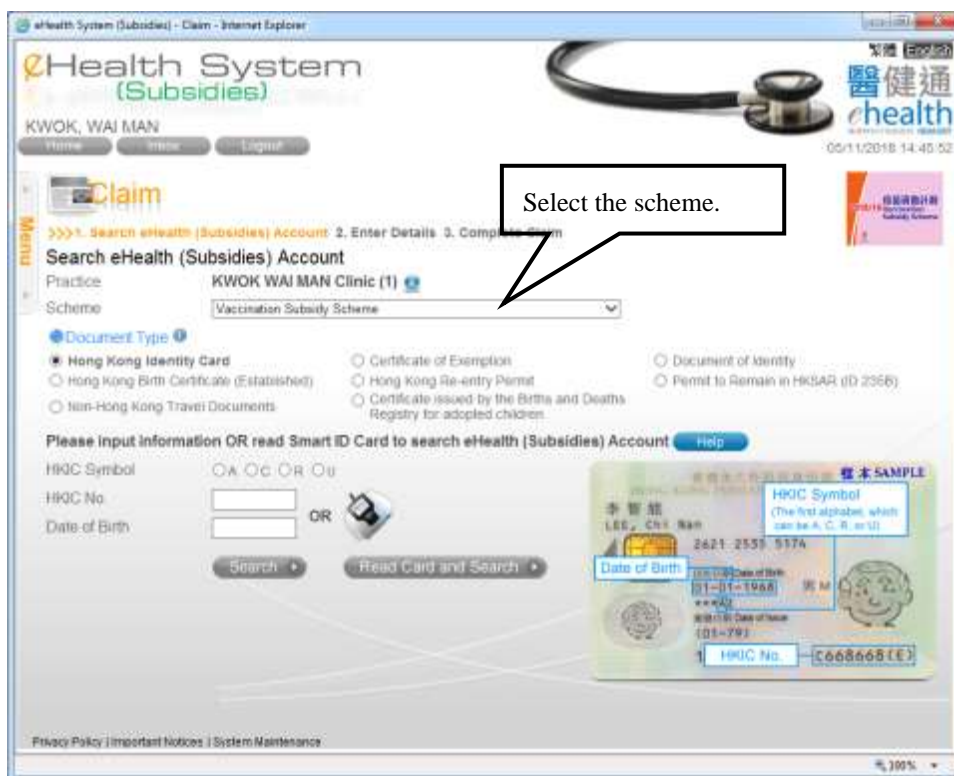 eHealth System (Subsidies) - Claim - Internet Explorer
eHealth System
(Subsidies)
繁體 English
醫健通
ehealth
KWOK, WAI MAN
Home Inbox Logout
05/11/2018 14:45:52
Claim
Select the scheme.
Vaccination
Subsidy Scheme
Menu
>>>1. Search eHealth (Subsidies) Account 2. Enter Details 3. Complete Claim
Search eHealth (Subsidies) Account
Practice KWOK WAI MAN Clinic (1)
Scheme Vaccination Subsidy Scheme
Document Type
Hong Kong Identity Card Certificate of Exemption Document of Identity
Hong Kong Birth Certificate (Established) Hong Kong Re-entry Permit Permit to Remain in HKSAR (ID 235B)
Non-Hong Kong Travel Documents Certificate issued by the Births and Deaths
Registry for adopted children
Please input information OR read Smart ID Card to search eHealth (Subsidies) Account Help
HKIC Symbol A C R U
HKIC No.
OR
Date of Birth
Search Read Card and Search
樣本 SAMPLE
HKIC Symbol
(The first alphabet, which
can be A, C, R, or U)
李智能
LEE, Chi Nan
2621 2535 5174
Date of Birth
Date of Birth
01-01-1968 男 M
Date of Issue
(01-79)
HKIC No. C668668(E)
Privacy Policy | Important Notices | System Maintenance
100%